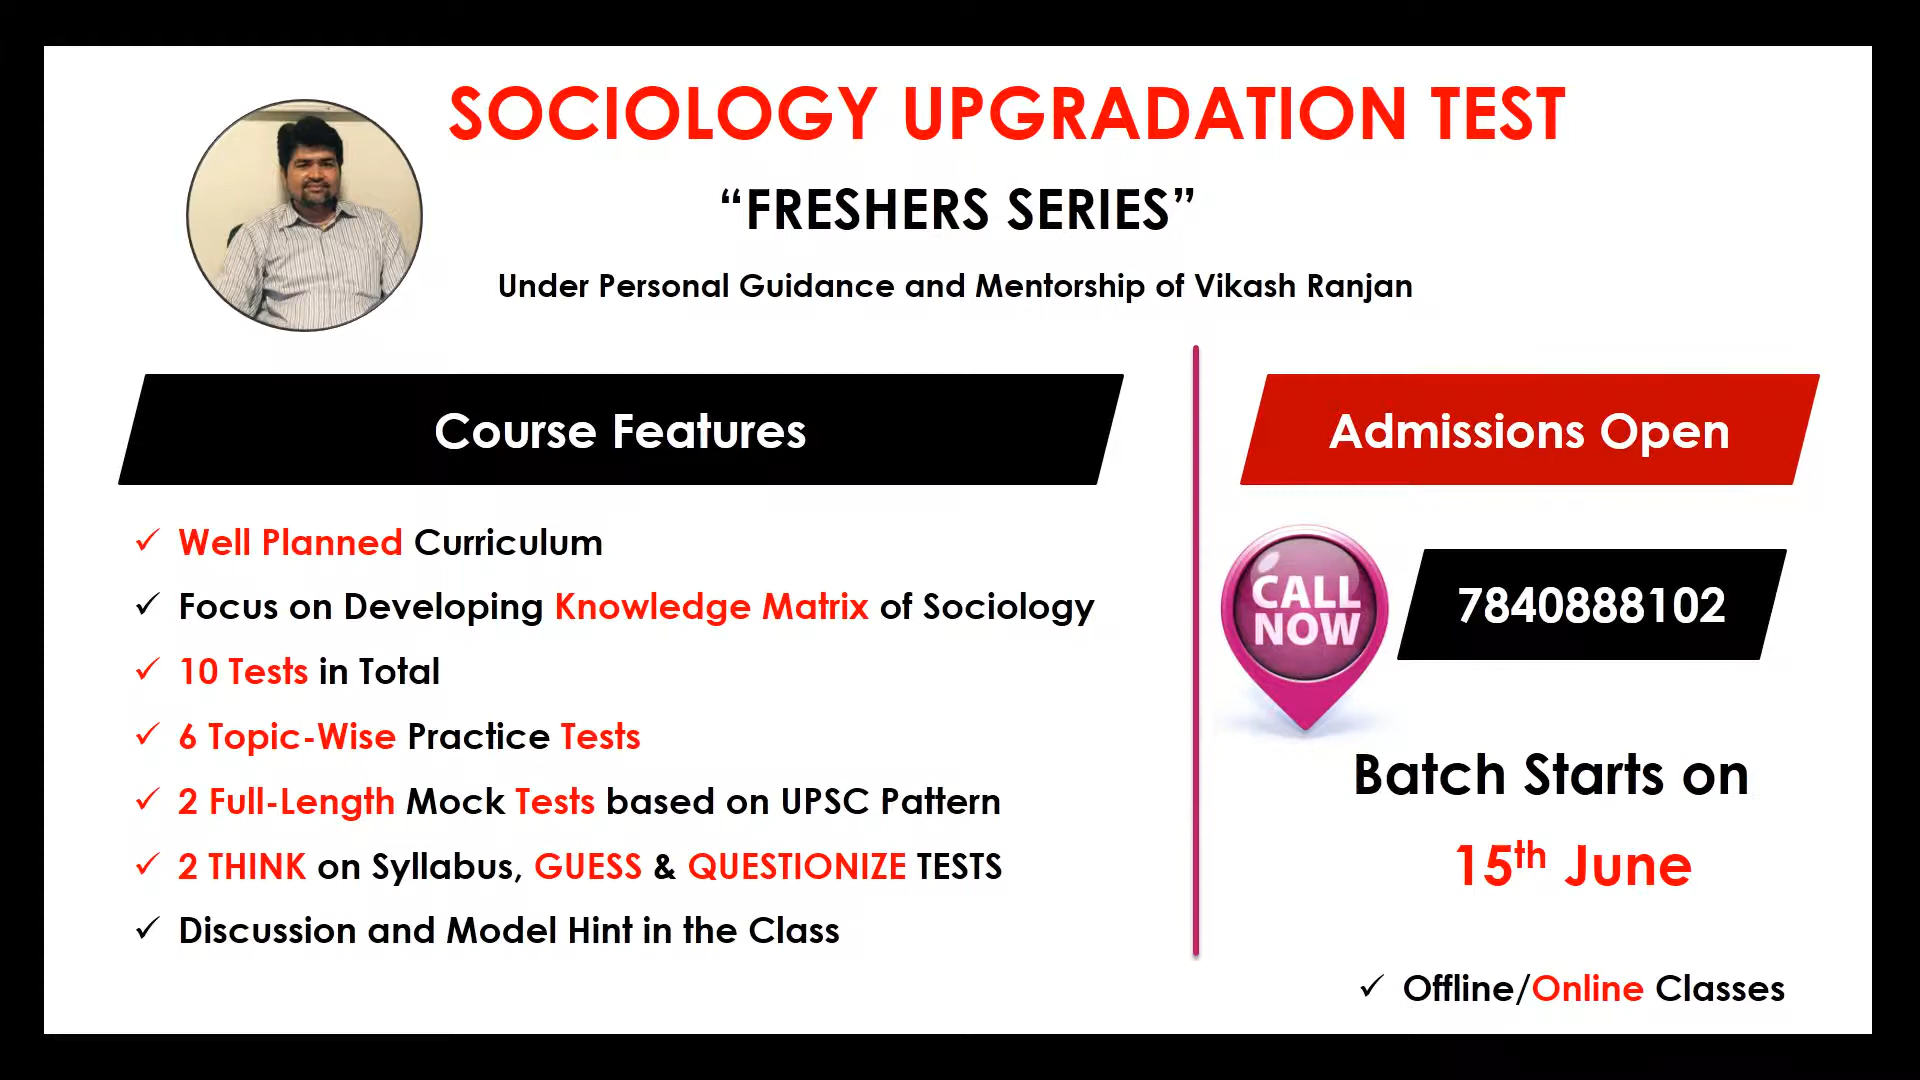 SOCIOLOGY UPGRADATION TEST
“FRESHERS SERIES”
Under Personal Guidance and Mentorship of Vikash Ranjan
Course Features
✓ Well Planned Curriculum
✓ Focus on Developing Knowledge Matrix of Sociology
✓ 10 Tests in Total
✓ 6 Topic-Wise Practice Tests
✓ 2 Full-Length Mock Tests based on UPSC Pattern
✓ 2 THINK on Syllabus, GUESS & QUESTIONIZE TESTS
✓ Discussion and Model Hint in the Class
Admissions Open
CALL
NOW
7840888102
Batch Starts on
15th June
✓ Offline/Online Classes